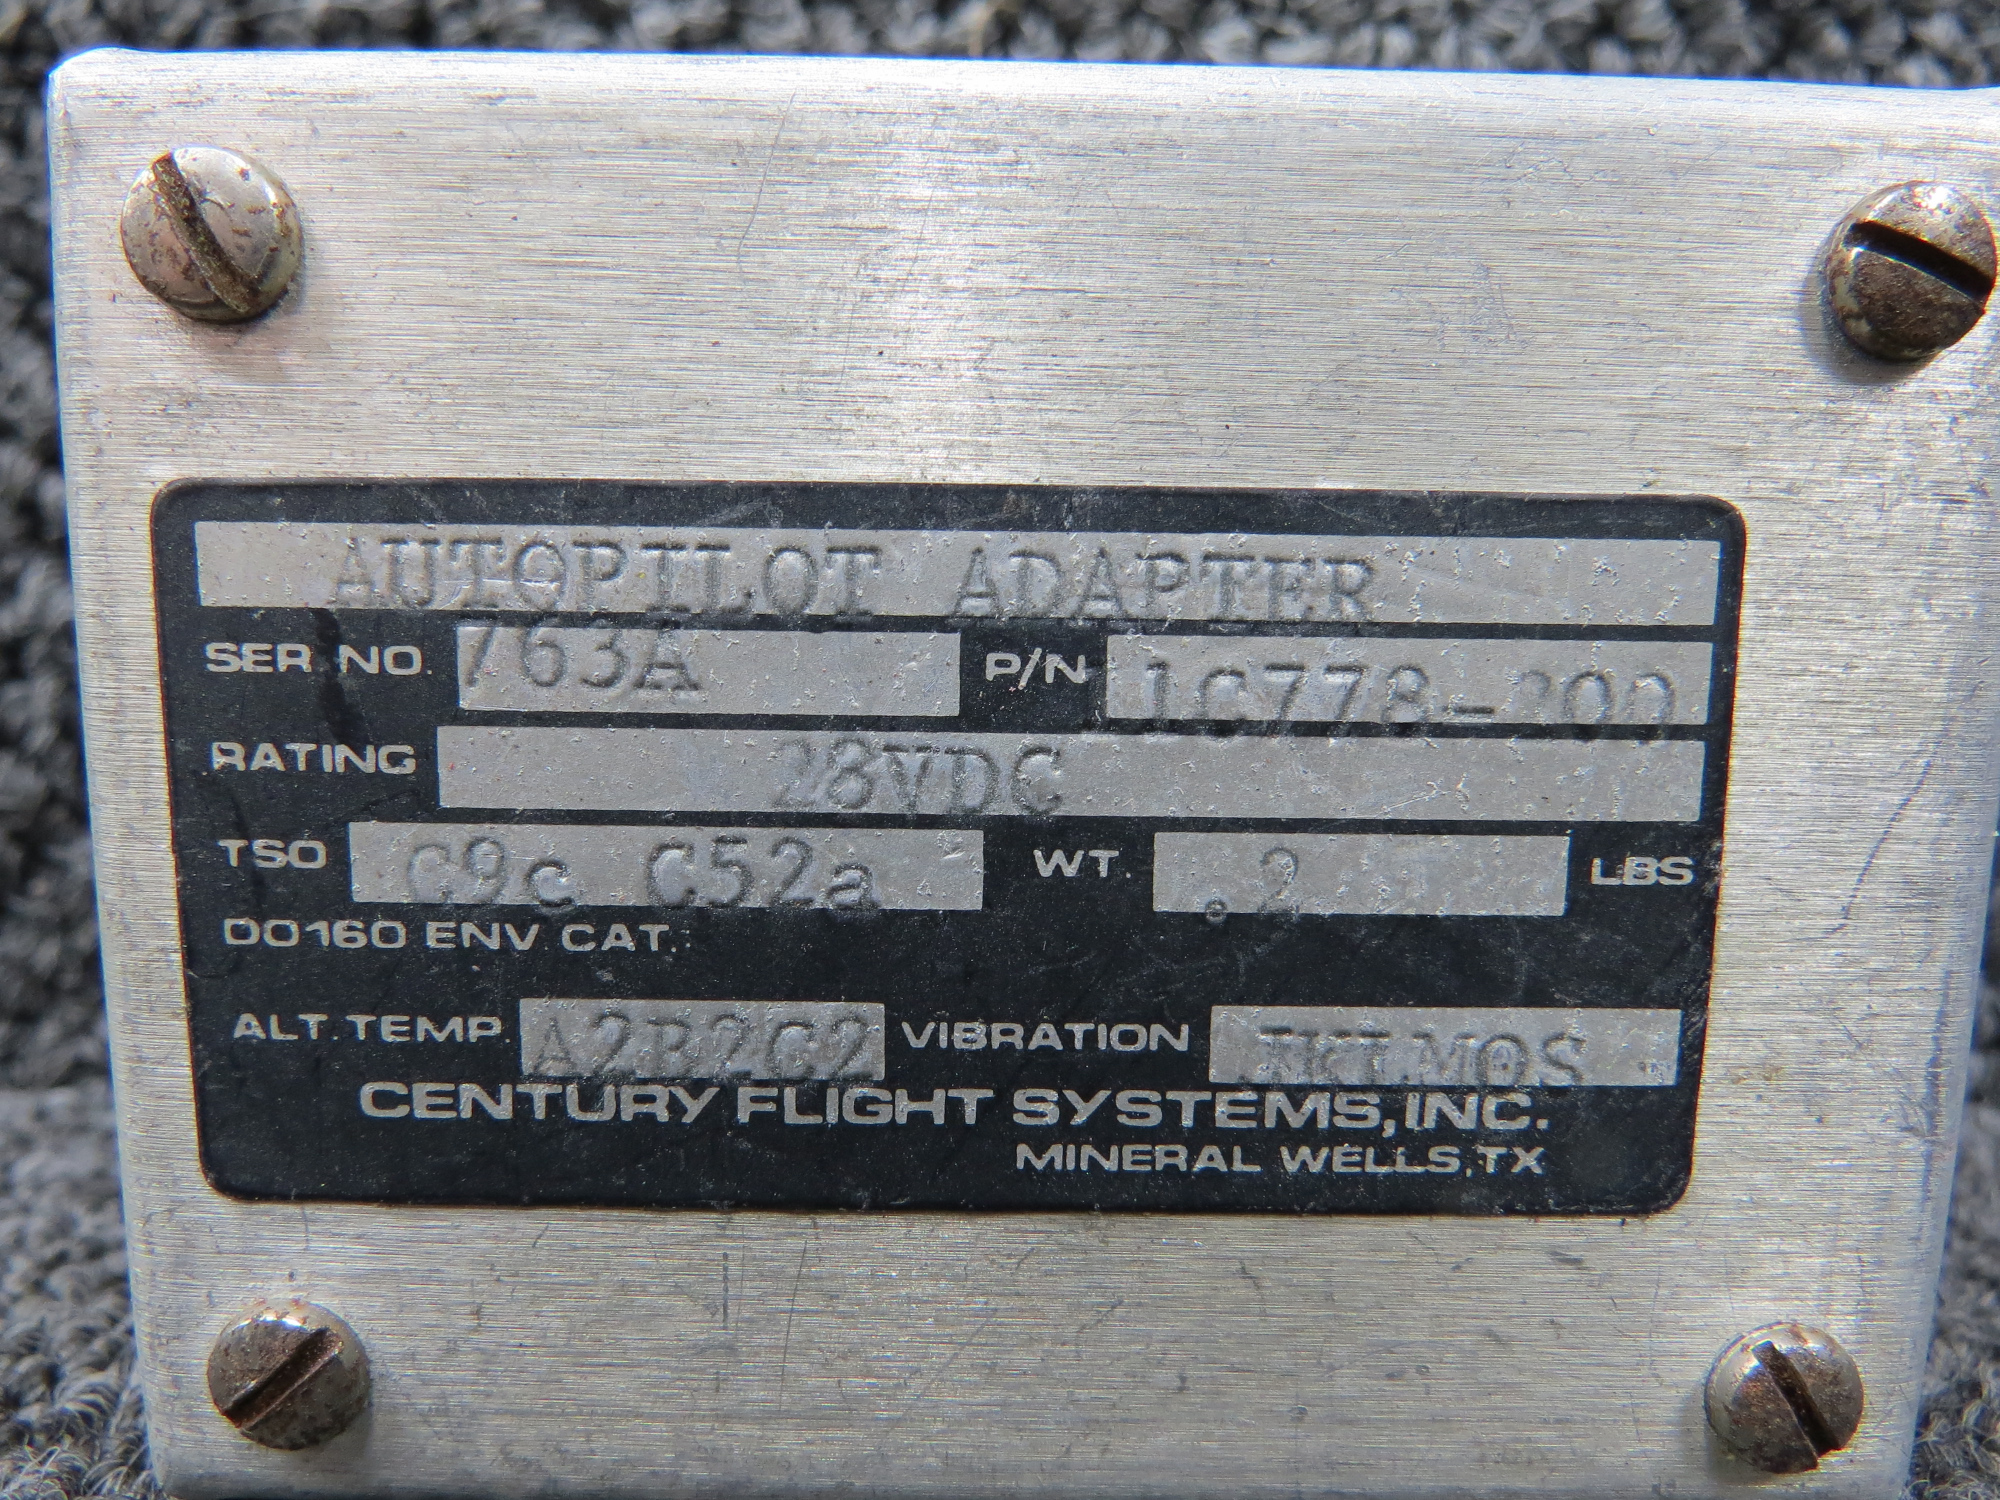 AUTOPILOT ADAPTER
SER NO. 763A P/N
RATING 28VDC
TSO C9c C52a WT. .2 LBS
DO160 ENV. CAT.:
ALT. TEMP. A2B2C2 VIBRATION JKLMOS
CENTURY FLIGHT SYSTEMS, INC.
MINERAL WELLS, TX